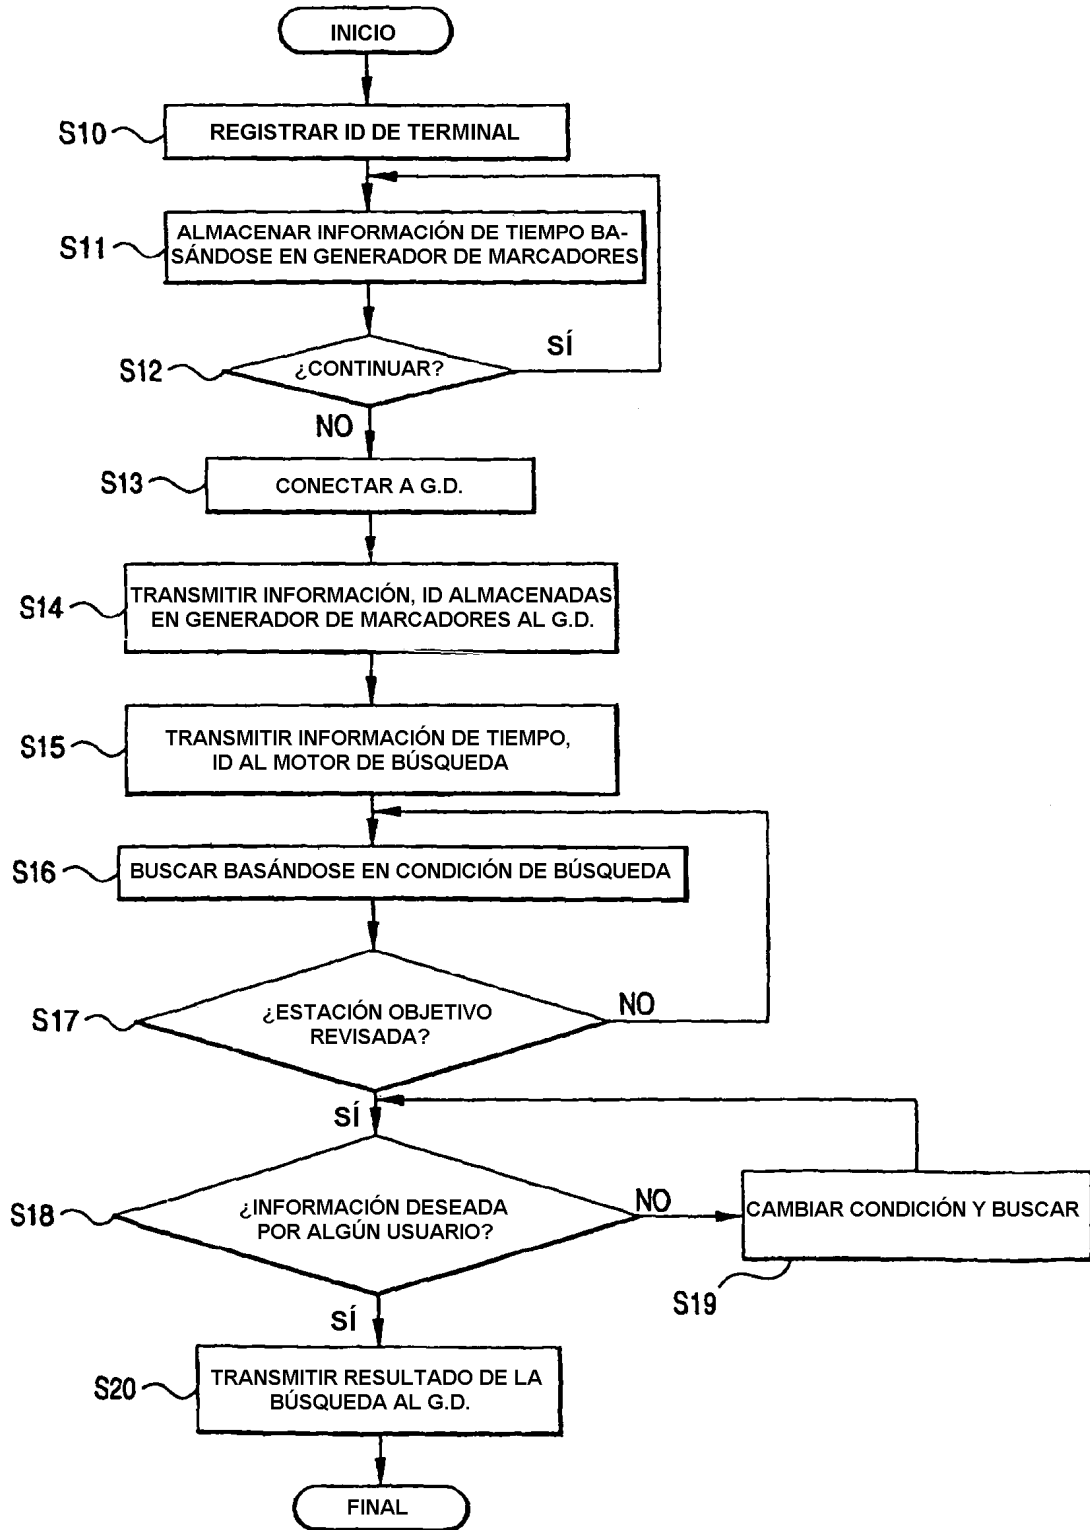 INICIO
S10
REGISTRAR ID DE TERMINAL
S11
ALMACENAR INFORMACIÓN DE TIEMPO BA-
SÁNDOSE EN GENERADOR DE MARCADORES
SÍ
S12
¿CONTINUAR?
NO
S13
CONECTAR A G.D.
S14
TRANSMITIR INFORMACIÓN, ID ALMACENADAS
EN GENERADOR DE MARCADORES AL G.D.
S15
TRANSMITIR INFORMACIÓN DE TIEMPO,
ID AL MOTOR DE BÚSQUEDA
S16
BUSCAR BASÁNDOSE EN CONDICIÓN DE BÚSQUEDA
S17
¿ESTACIÓN OBJETIVO
REVISADA?
NO
SÍ
S18
¿INFORMACIÓN DESEADA
POR ALGÚN USUARIO?
NO
CAMBIAR CONDICIÓN Y BUSCAR
S19
SÍ
S20
TRANSMITIR RESULTADO DE LA
BÚSQUEDA AL G.D.
FINAL